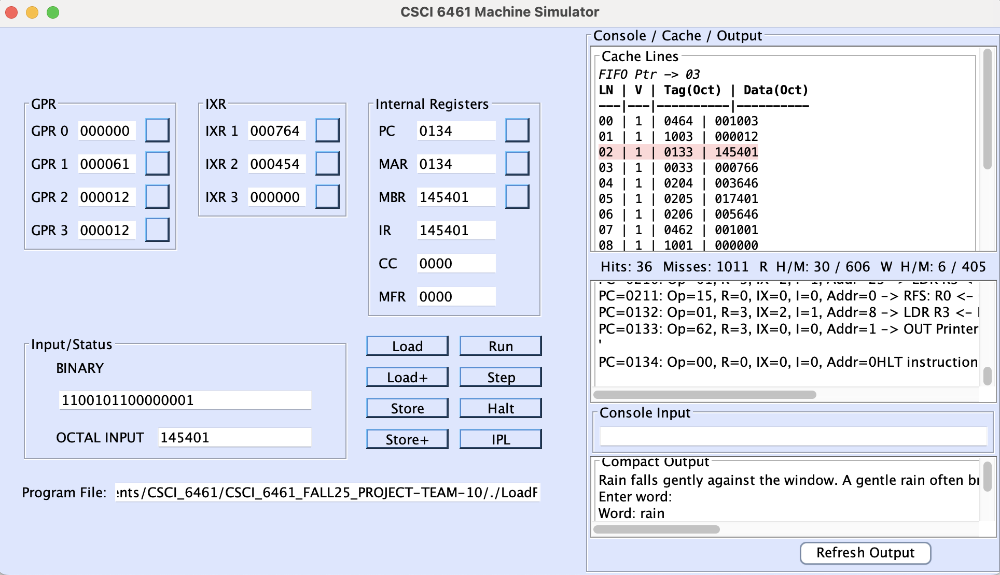 CSCI 6461 Machine Simulator
GPR
GPR 0 000000
GPR 1 000061
GPR 2 000012
GPR 3 000012
IXR
IXR 1 000764
IXR 2 000454
IXR 3 000000
Internal Registers
PC 0134
MAR 0134
MBR 145401
IR 145401
CC 0000
MFR 0000
Input/Status
BINARY
1100101100000001
OCTAL INPUT 145401
Load Run
Load+ Step
Store Halt
Store+ IPL
Program File: ents/CSCI_6461/CSCI_6461_FALL25_PROJECT-TEAM-10/./LoadF
Console / Cache / Output
Cache Lines
FIFO Ptr -> 03
LN | V | Tag(Oct) | Data(Oct)
---|---|----------|----------
00 | 1 | 0464 | 001003
01 | 1 | 1003 | 000012
02 | 1 | 0133 | 145401
03 | 1 | 0033 | 000766
04 | 1 | 0204 | 003646
05 | 1 | 0205 | 017401
06 | 1 | 0206 | 005646
07 | 1 | 0462 | 001001
08 | 1 | 1001 | 000000
Hits: 36 Misses: 1011 R H/M: 30 / 606 W H/M: 6 / 405
PC=0211: Op=15, R=0, IX=0, I=0, Addr=0 -> RFS: R0 <-
PC=0132: Op=01, R=3, IX=2, I=1, Addr=8 -> LDR R3 <-
PC=0133: Op=62, R=3, IX=0, I=0, Addr=1 -> OUT Printer
'
PC=0134: Op=00, R=0, IX=0, I=0, Addr=0HLT instruction
Console Input
Compact Output
Rain falls gently against the window. A gentle rain often br
Enter word:
Word: rain
Refresh Output